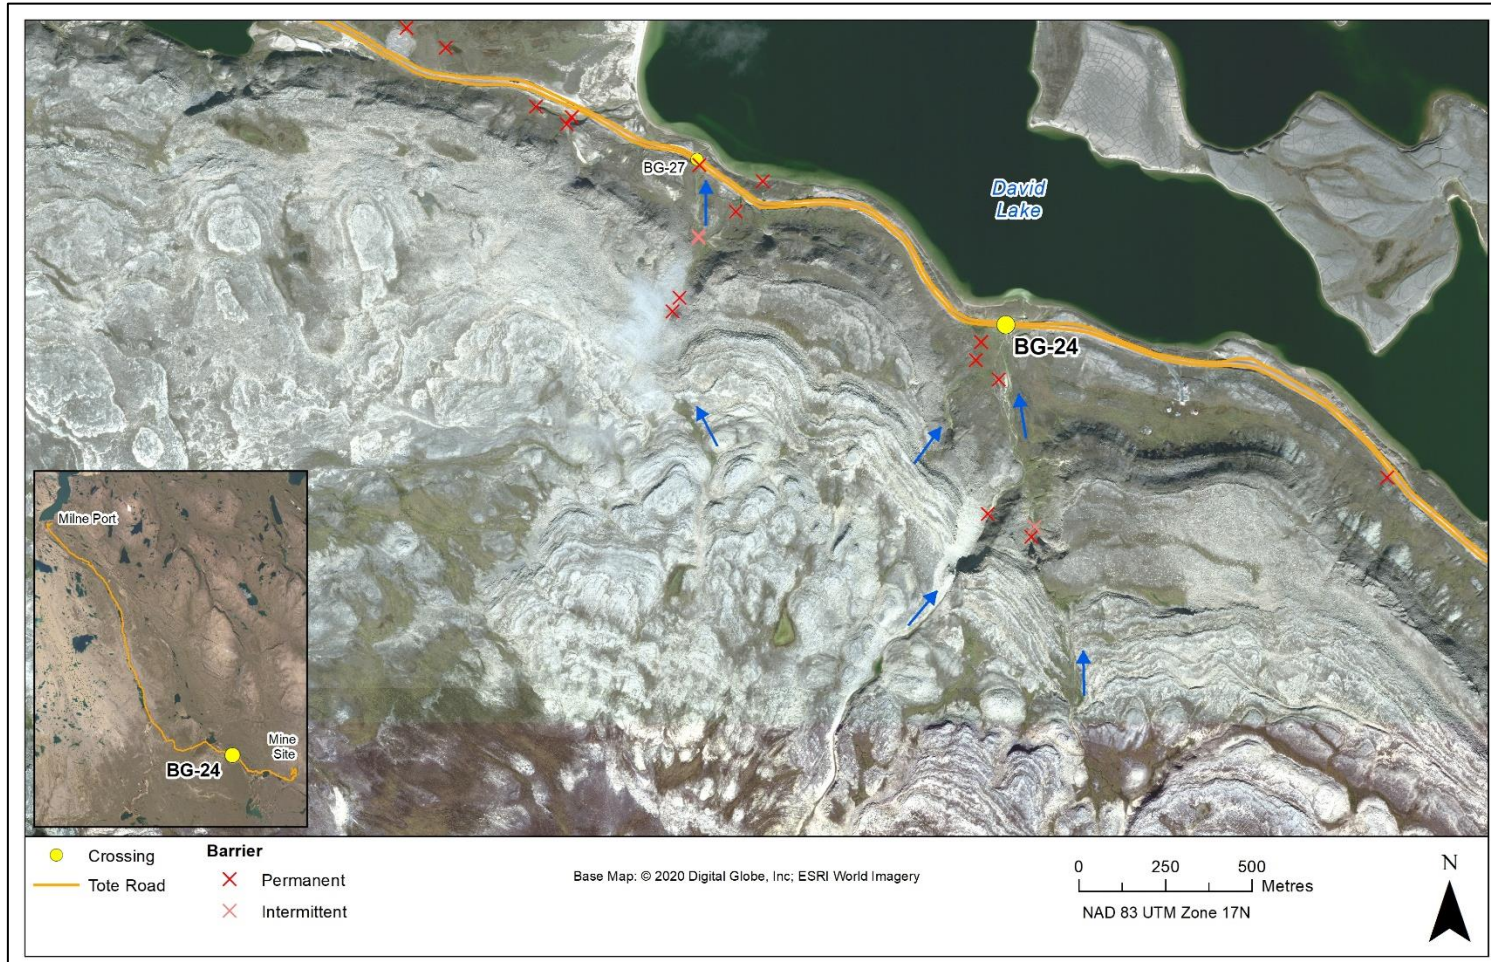 BG-27
David
Lake
BG-24
Milne Port
Mine
Site
BG-24
Crossing
Tote Road
Barrier
Permanent
Intermittent
Base Map: © 2020 Digital Globe, Inc; ESRI World Imagery
0 250 500
Metres
NAD 83 UTM Zone 17N
N